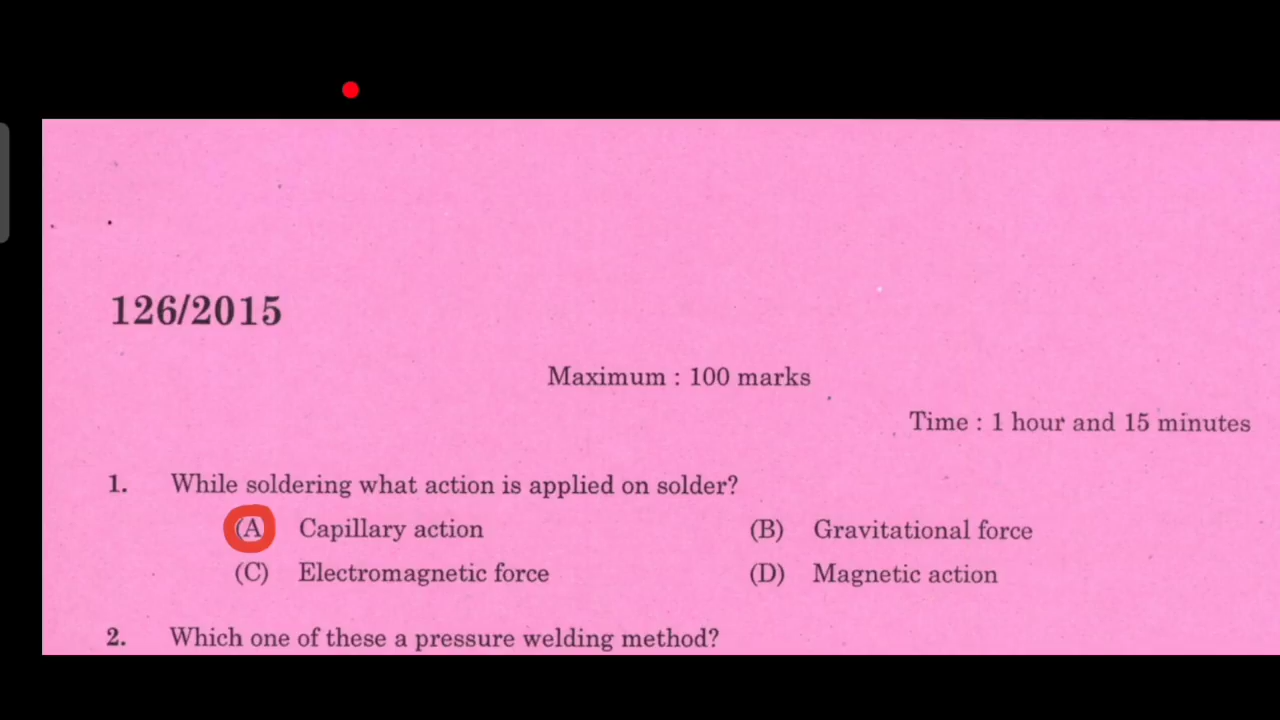 126/2015
Maximum : 100 marks
Time : 1 hour and 15 minutes
1. While soldering what action is applied on solder?
(A Capillary action (B) Gravitational force
(C) Electromagnetic force (D) Magnetic action
2. Which one of these a pressure welding method?